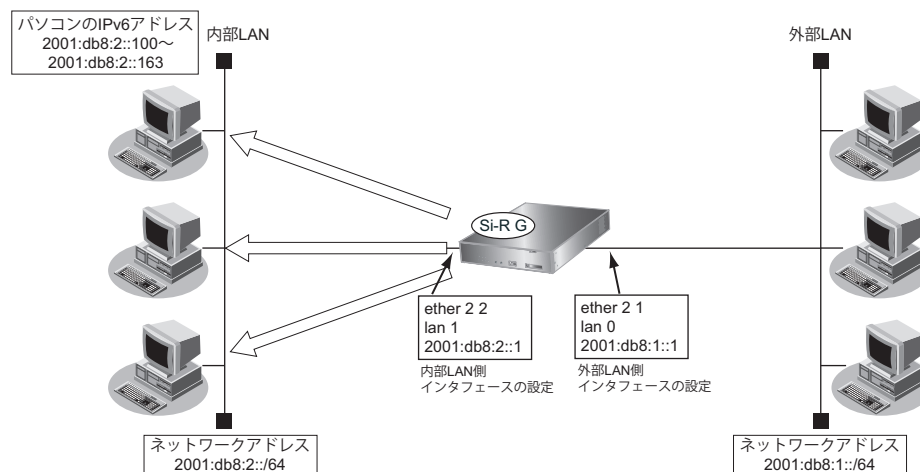 パソコンのIPv6アドレス
2001:db8:2::100～
2001:db8:2::163
内部LAN
外部LAN
Si-R G
ether 2 2
lan 1
2001:db8:2::1
内部LAN側
インタフェースの設定
ether 2 1
lan 0
2001:db8:1::1
外部LAN側
インタフェースの設定
ネットワークアドレス
2001:db8:2::/64
ネットワークアドレス
2001:db8:1::/64